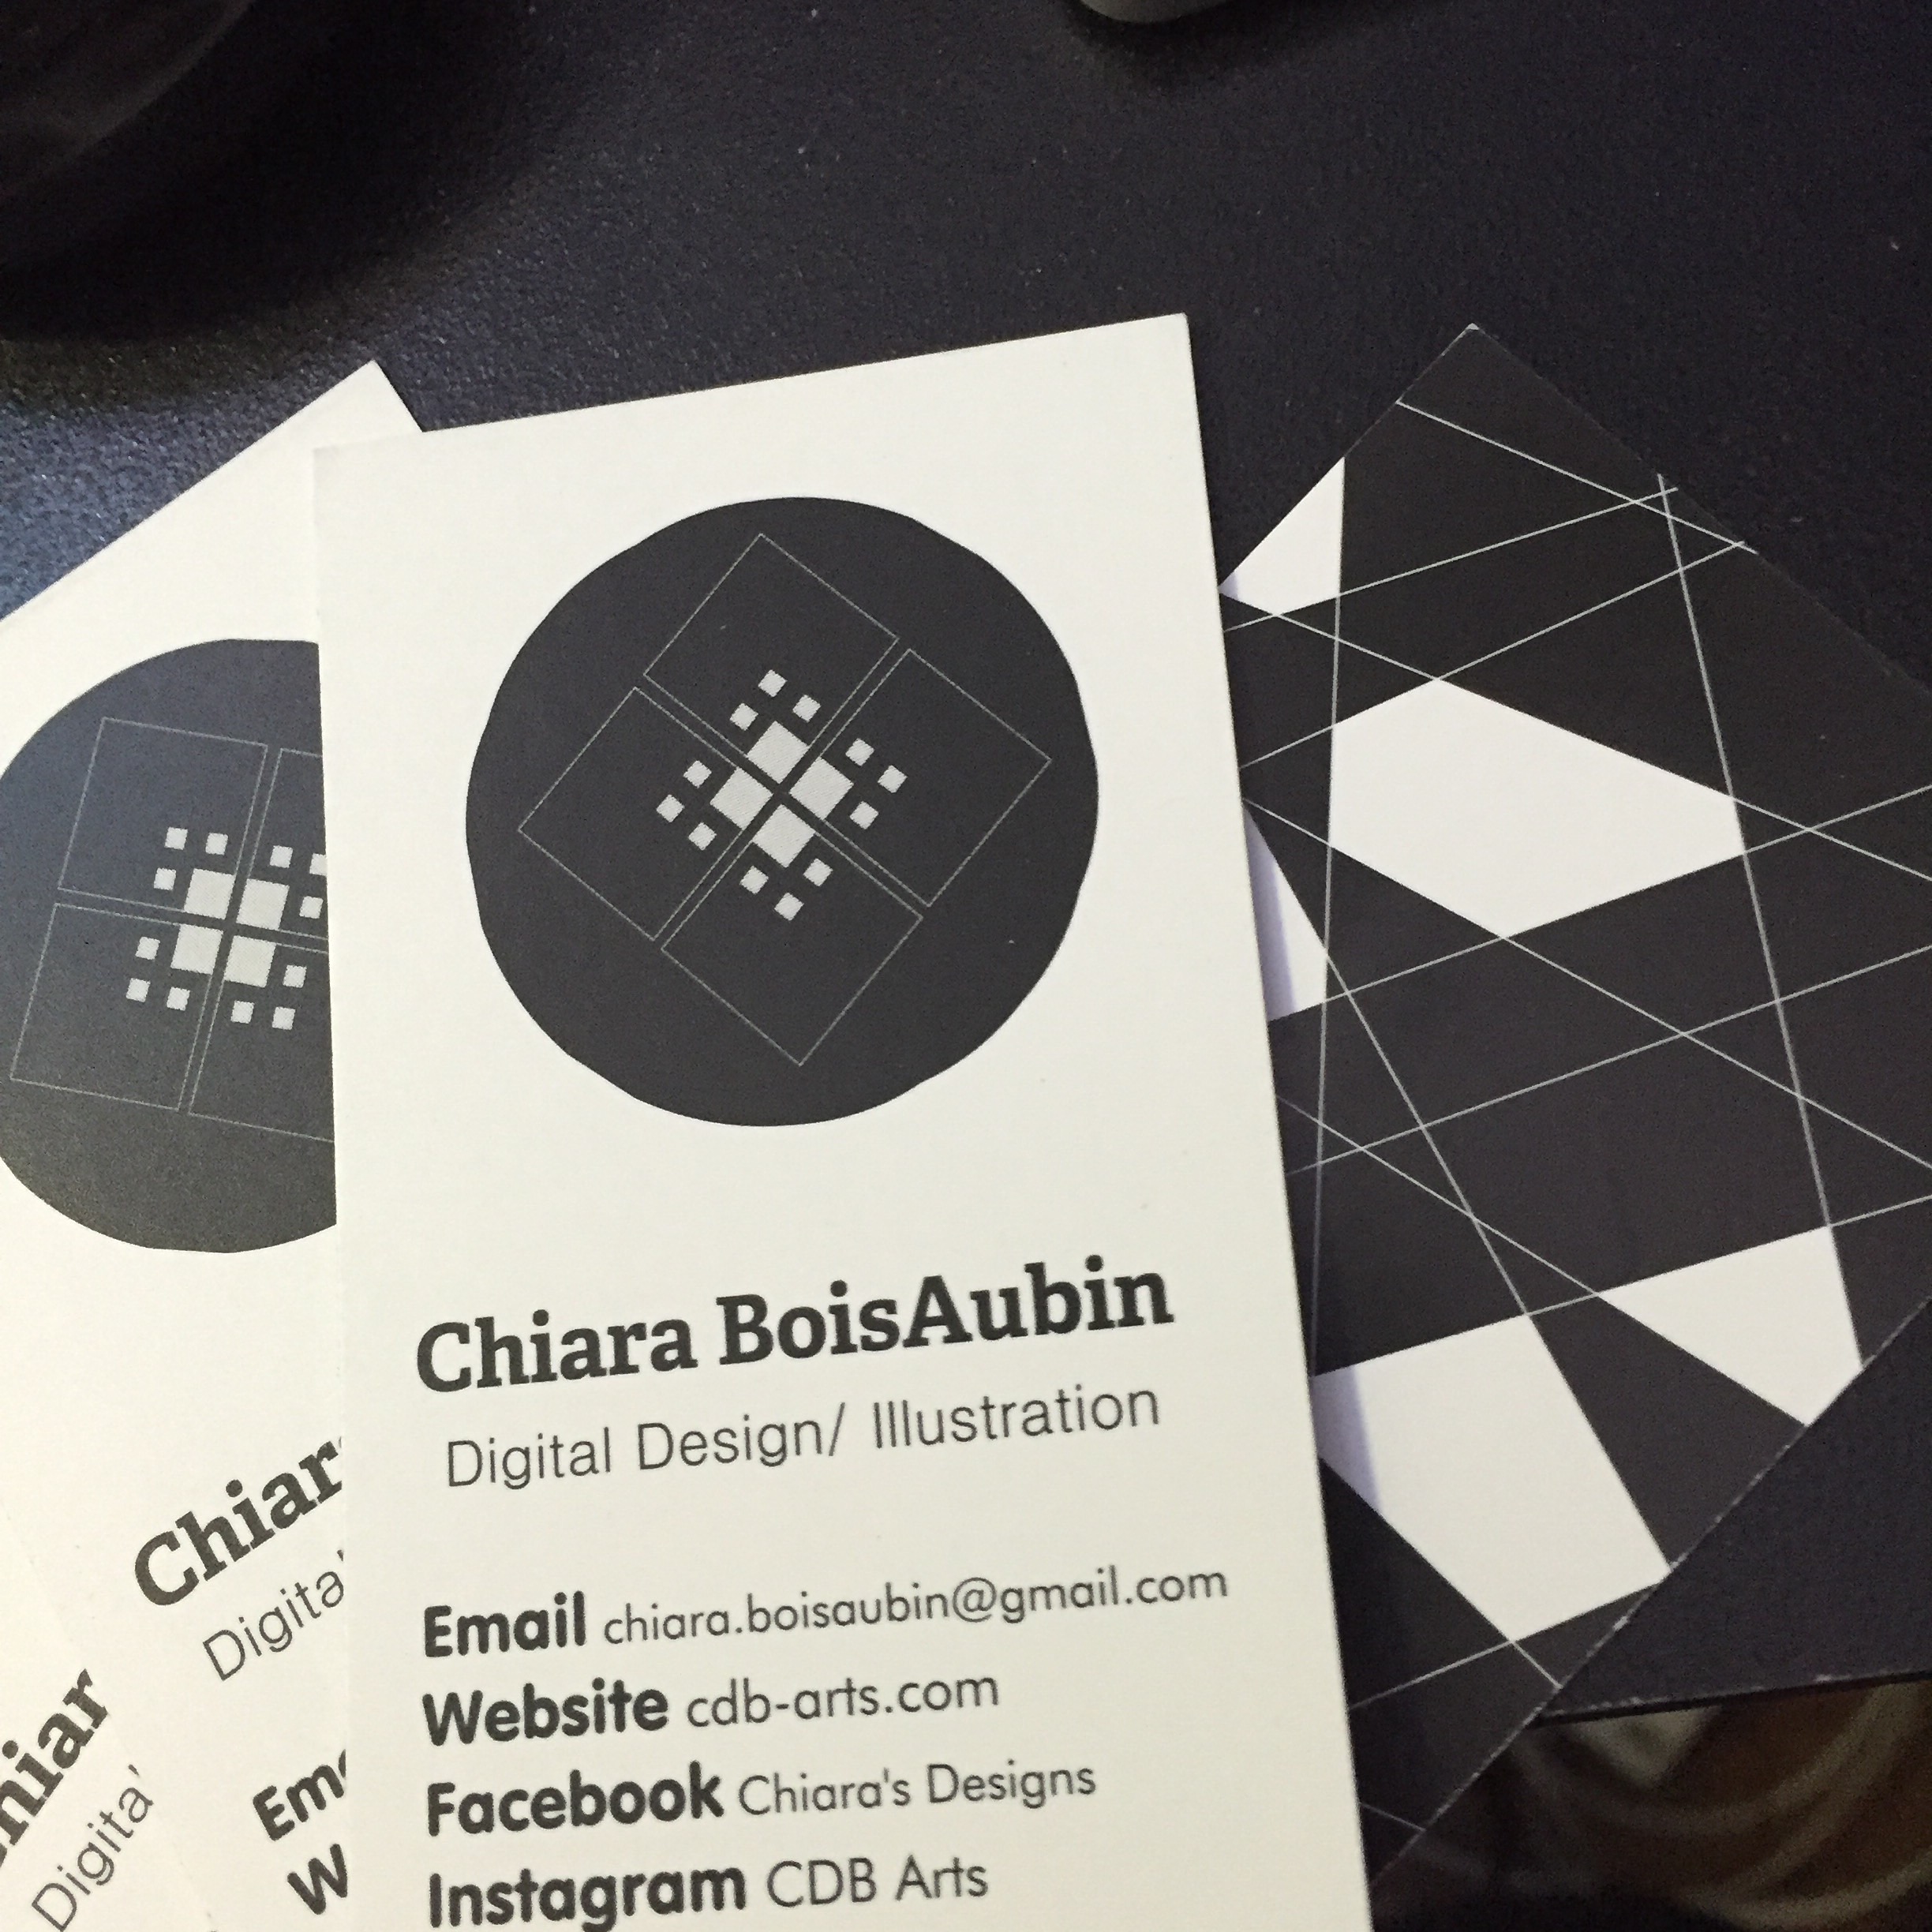 Chiara BoisAubin
Digital Design/ Illustration
Email chiara.boisaubin@gmail.com
Website cdb-arts.com
Facebook Chiara's Designs
Instagram CDB Arts